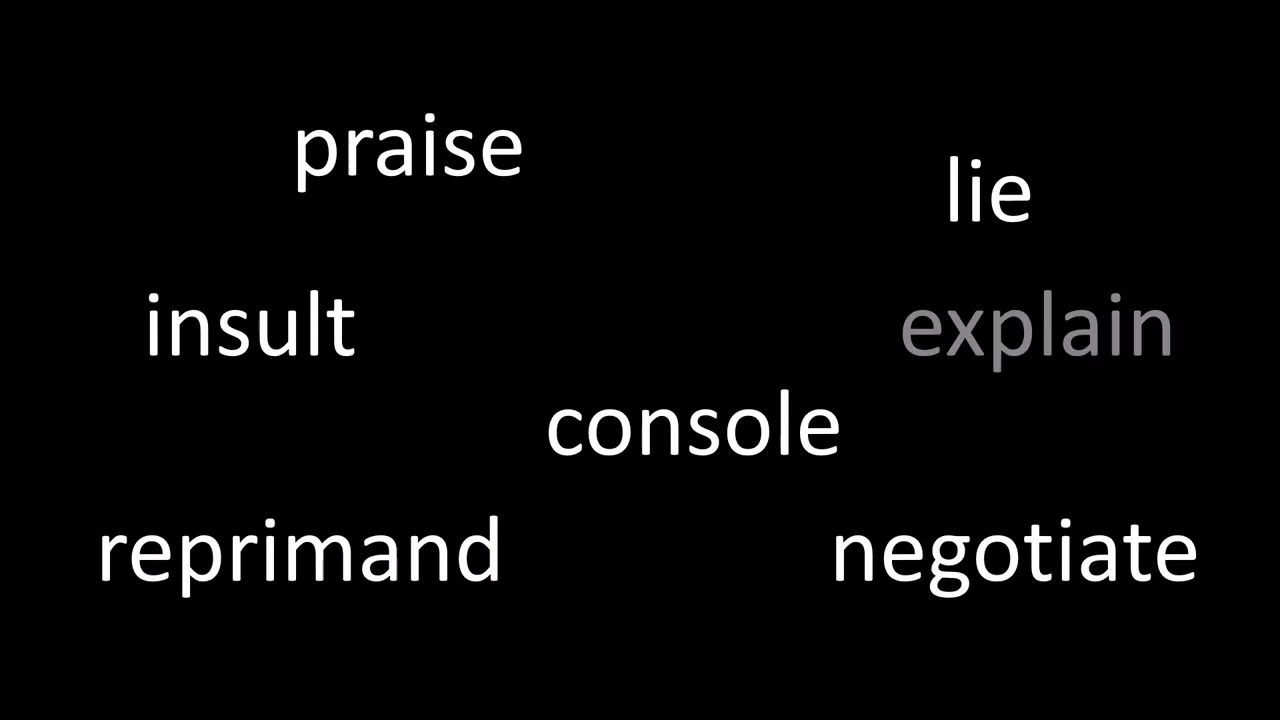 praise
lie
insult
explain
console
reprimand
negotiate